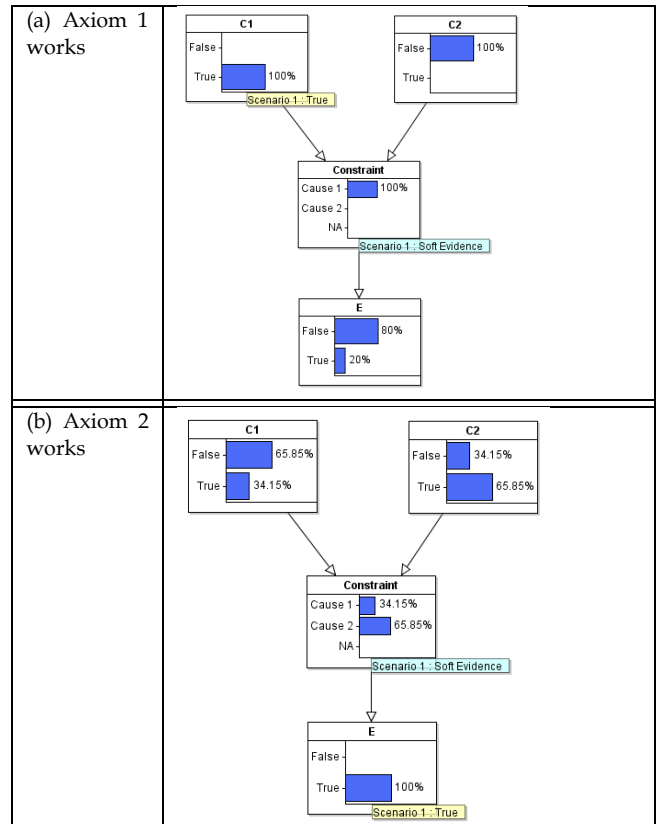 (a) Axiom 1
works
C1
False
True 100%
Scenario 1 : True
C2
False 100%
True
Constraint
Cause 1 100%
Cause 2
NA
Scenario 1 : Soft Evidence
E
False 80%
True 20%
(b) Axiom 2
works
C1
False 65.85%
True 34.15%
C2
False 34.15%
True 65.85%
Constraint
Cause 1 34.15%
Cause 2 65.85%
NA
Scenario 1 : Soft Evidence
E
False
True 100%
Scenario 1 : True